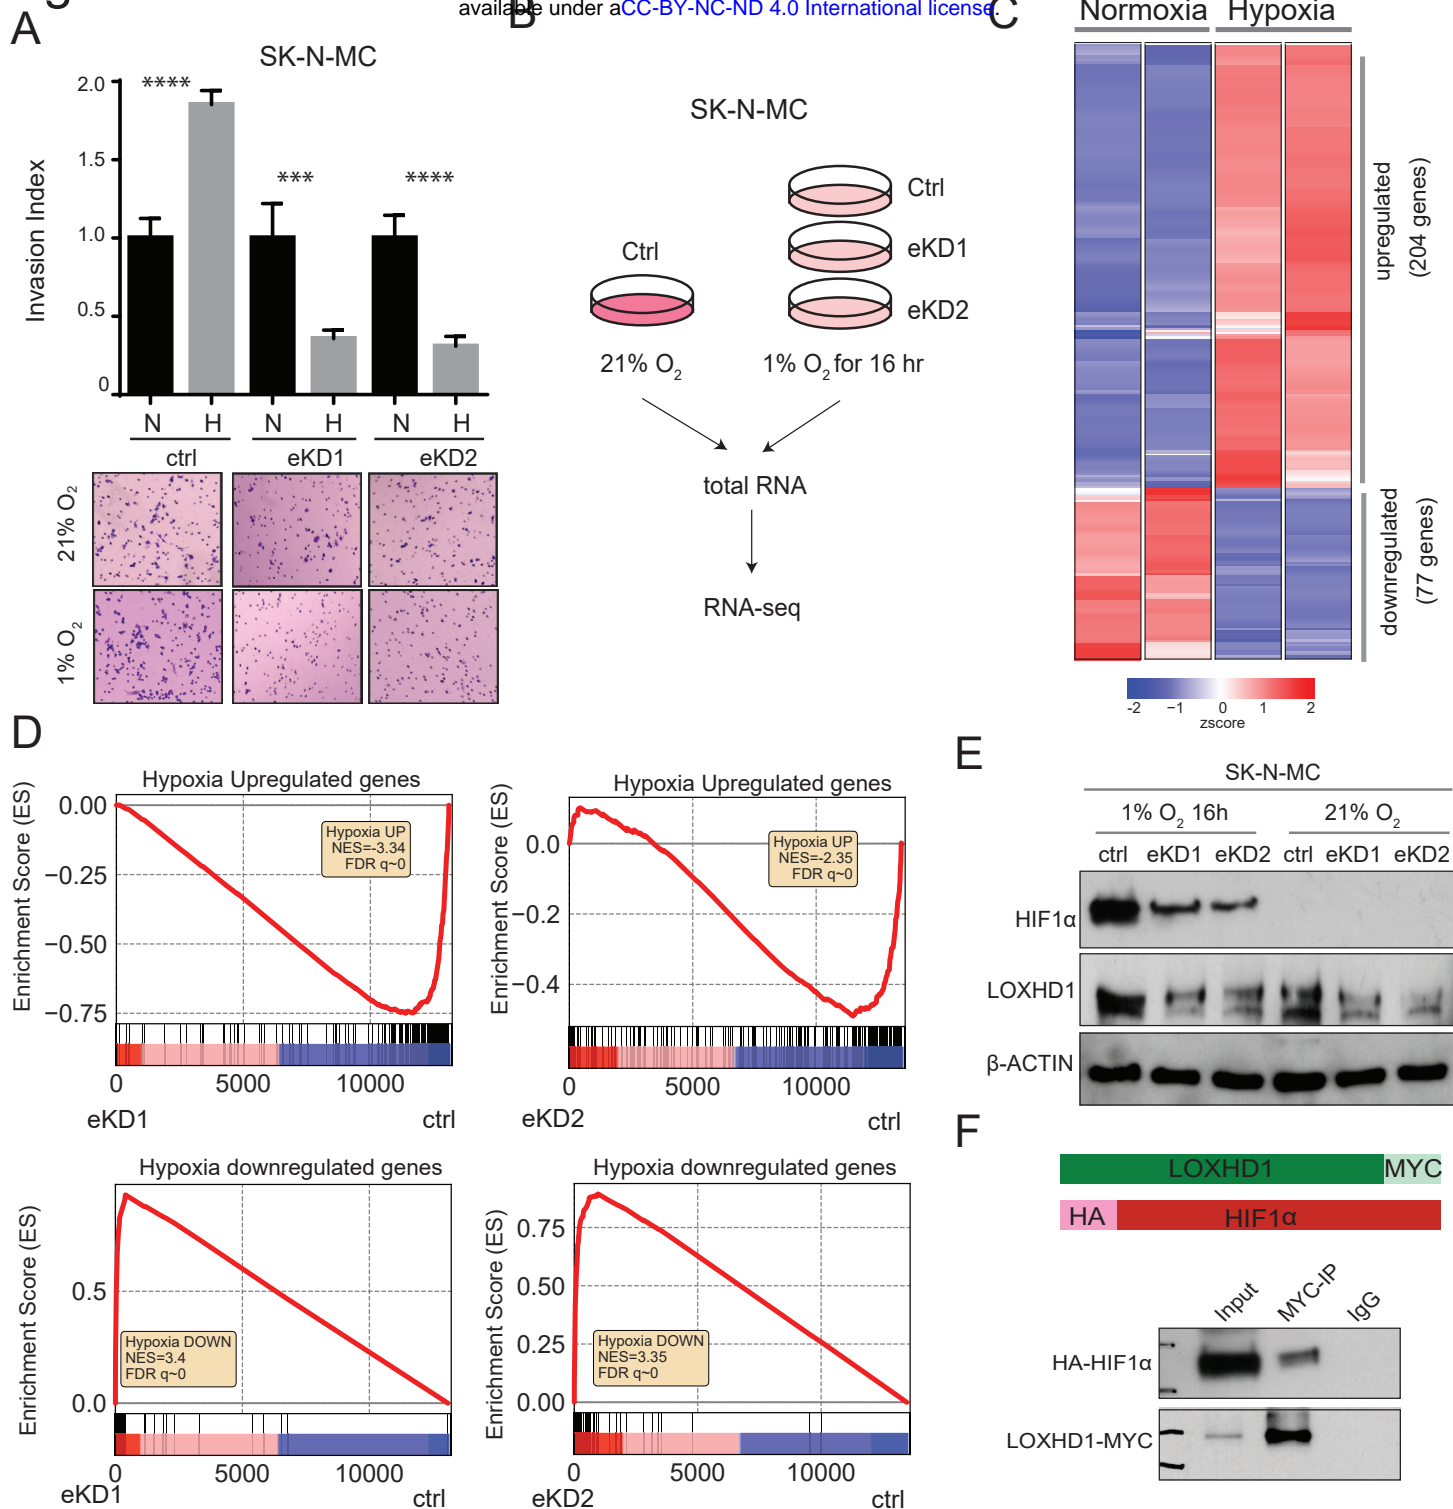 available under aCC-BY-NC-ND 4.0 International license.
A
SK-N-MC
Invasion Index
2.0
1.5
1.0
0.5
0
****
***
****
N H N H N H
ctrl eKD1 eKD2
21% O2
1% O2
B
SK-N-MC
Ctrl
Ctrl
eKD1
eKD2
21% O2
1% O2 for 16 hr
total RNA
RNA-seq
C
Normoxia Hypoxia
upregulated
(204 genes)
downregulated
(77 genes)
-2 −1 0 1 2
zscore
D
Hypoxia Upregulated genes
Enrichment Score (ES)
0.00
−0.25
−0.50
−0.75
Hypoxia UP
NES=-3.34
FDR q~0
0 5000 10000
eKD1 ctrl
Hypoxia Upregulated genes
Enrichment Score (ES)
0.0
−0.2
−0.4
Hypoxia UP
NES=-2.35
FDR q~0
0 5000 10000
eKD2 ctrl
Hypoxia downregulated genes
Enrichment Score (ES)
0.5
0.0
Hypoxia DOWN
NES=3.4
FDR q~0
0 5000 10000
eKD1 ctrl
Hypoxia downregulated genes
Enrichment Score (ES)
0.75
0.50
0.25
0.00
Hypoxia DOWN
NES=3.35
FDR q~0
0 5000 10000
eKD2 ctrl
E
SK-N-MC
1% O2 16h 21% O2
ctrl eKD1 eKD2 ctrl eKD1 eKD2
HIF1α
LOXHD1
β-ACTIN
F
LOXHD1 MYC
HA HIF1α
Input MYC-IP IgG
HA-HIF1α
LOXHD1-MYC